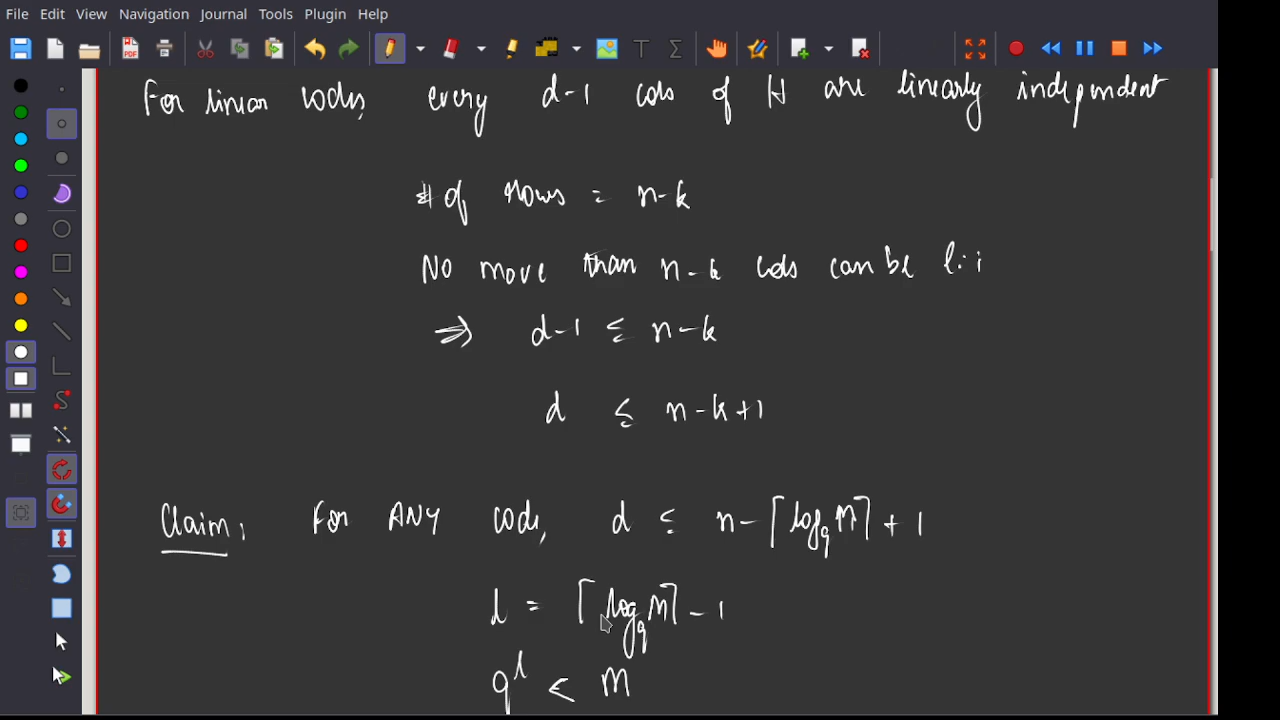 File Edit View Navigation Journal Tools Plugin Help
For linear codes, every d-1 cols of H are linearly independent
# of rows = n-k
No more than n-k cols can be l.i
⇒ d-1 ≤ n-k
d ≤ n-k+1
Claim: For ANY code, d ≤ n-⌈log_q M⌉ + 1
l = ⌈log_q M⌉ - 1
q^l < M